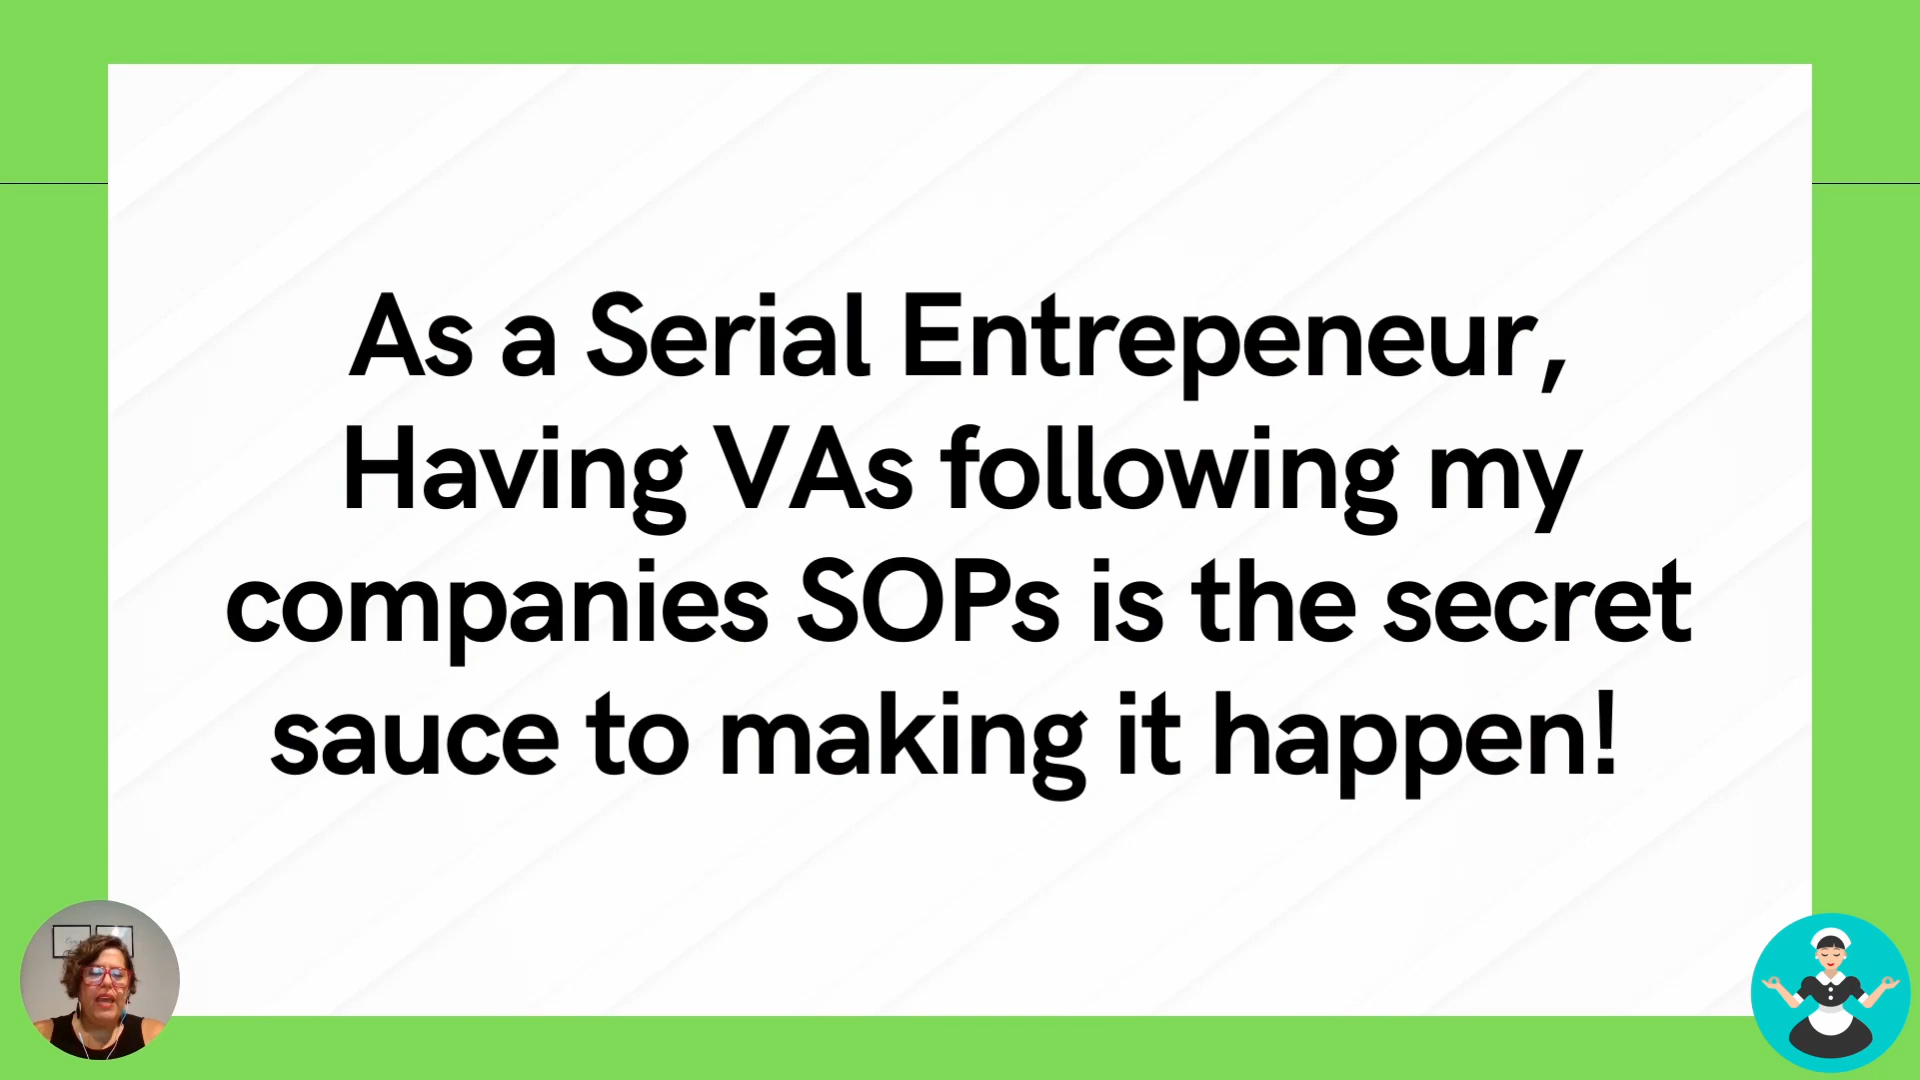 As a Serial Entrepeneur,
Having VAs following my
companies SOPs is the secret
sauce to making it happen!